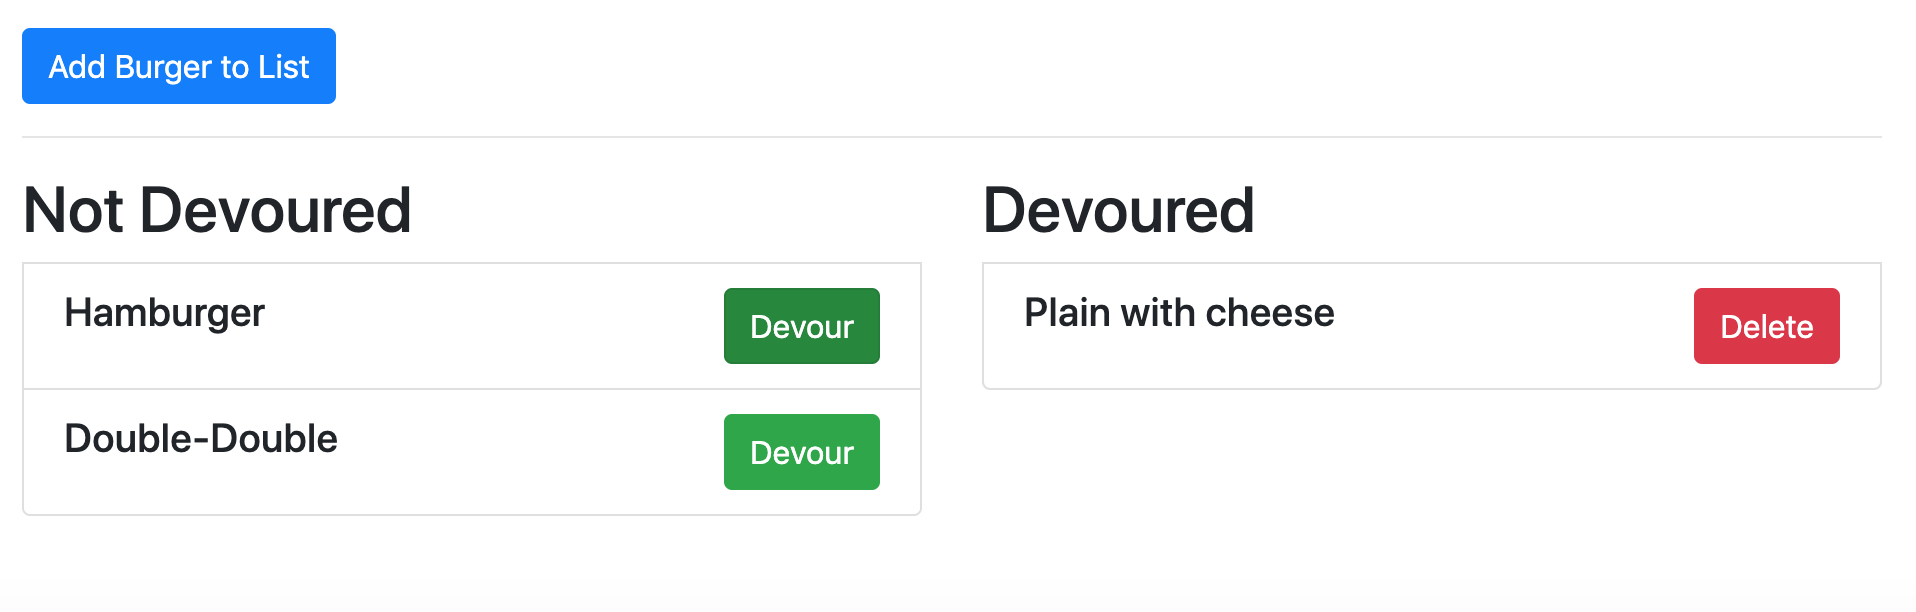 Add Burger to List
Not Devoured
Hamburger
Devour
Double-Double
Devour
Devoured
Plain with cheese
Delete